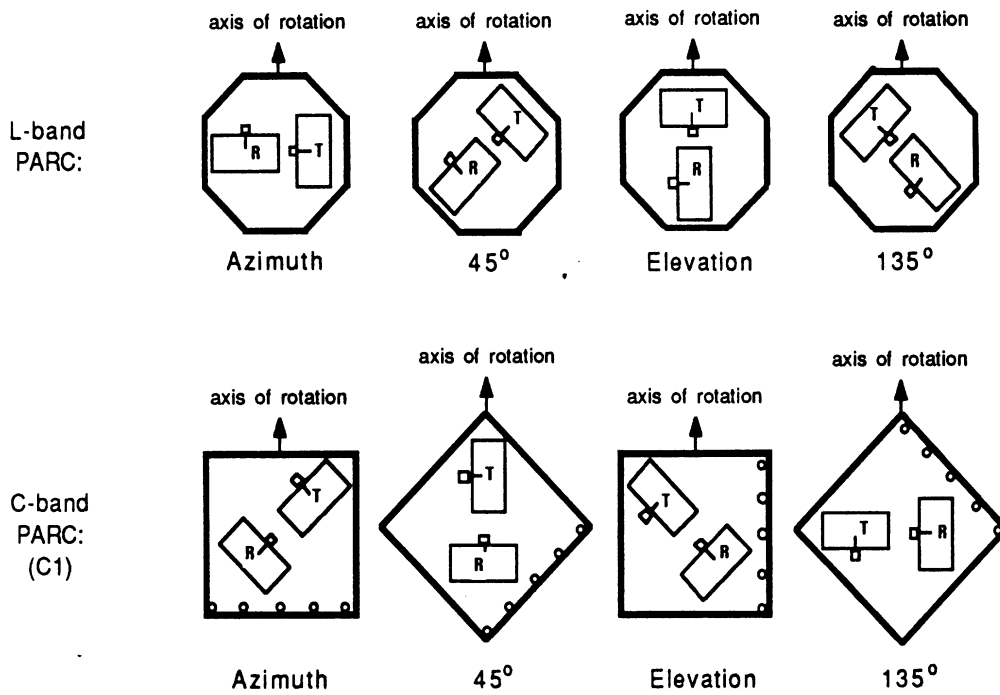 axis of rotation axis of rotation axis of rotation axis of rotation
L-band
PARC:
R T T R T R T R
Azimuth 45° Elevation 135°
axis of rotation axis of rotation
axis of rotation axis of rotation
C-band
PARC:
(C1)
T R T R T R T R
Azimuth 45° Elevation 135°